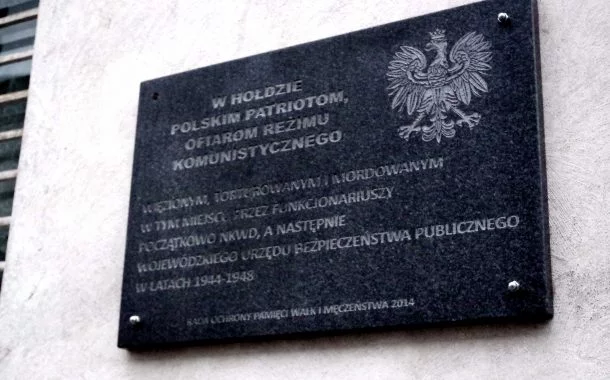 W HOŁDZIE
POLSKIM PATRIOTOM,
OFIAROM REŻIMU
KOMUNISTYCZNEGO
WIĘZIONYM, TORTUROWANYM I MORDOWANYM
W TYM MIEJSCU PRZEZ FUNKCJONARIUSZY
POCZĄTKOWO NKWD, A NASTĘPNIE
WOJEWÓDZKIEGO URZĘDU BEZPIECZEŃSTWA PUBLICZNEGO
W LATACH 1944-1948
RADA OCHRONY PAMIĘCI WALK I MĘCZEŃSTWA 2014